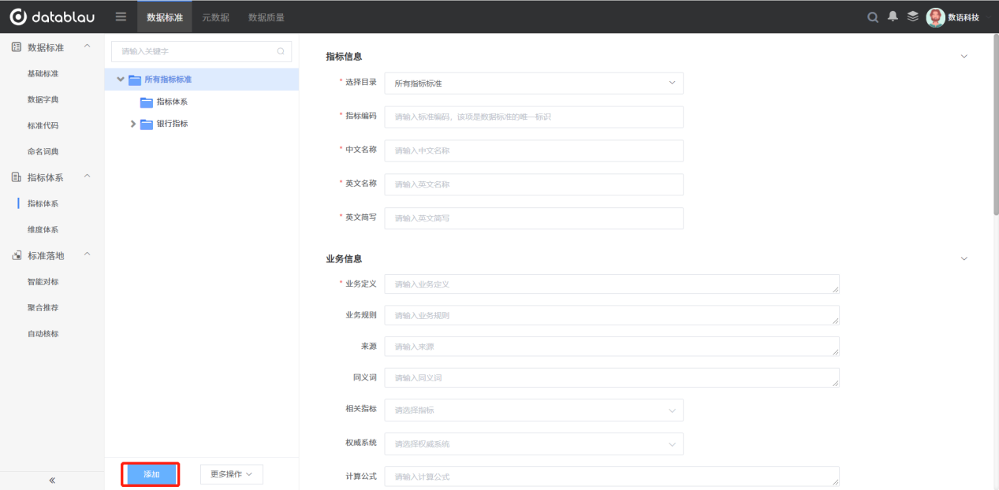 datablau
数据标准
元数据
数据质量
数语科技
数据标准
基础标准
数据字典
标准代码
命名词典
指标体系
指标体系
维度体系
标准落地
智能对标
聚合推荐
自动核标
请输入关键字
所有指标标准
指标体系
银行指标
添加
更多操作
指标信息
* 选择目录 所有指标标准
* 指标编码 请输入标准编码，该项是数据标准的唯一标识
* 中文名称 请输入中文名称
* 英文名称 请输入英文名称
* 英文简写 请输入英文简写
业务信息
* 业务定义 请输入业务定义
业务规则 请输入业务规则
来源 请输入来源
同义词 请输入同义词
相关指标 请选择指标
权威系统 请选择权威系统
计算公式 请输入计算公式